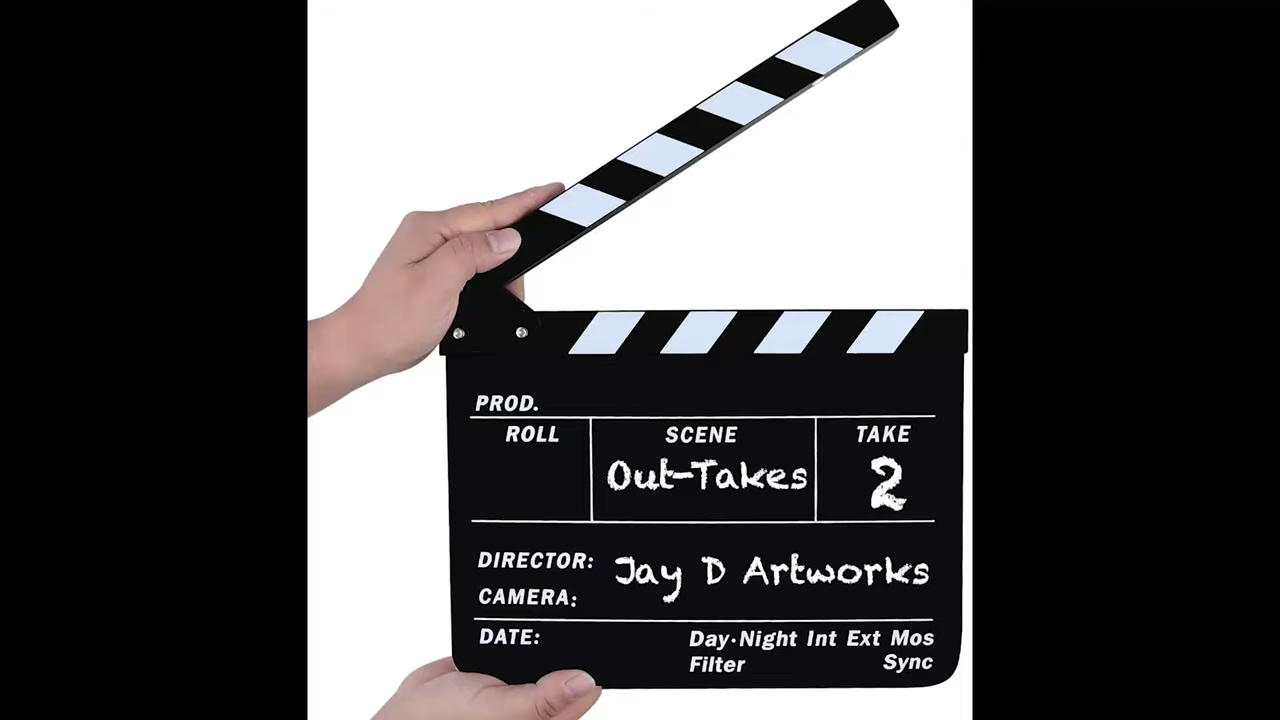 PROD.
ROLL SCENE TAKE
Out-Takes 2
DIRECTOR: Jay D Artworks
CAMERA:
DATE: Day·Night Int Ext Mos
Filter Sync